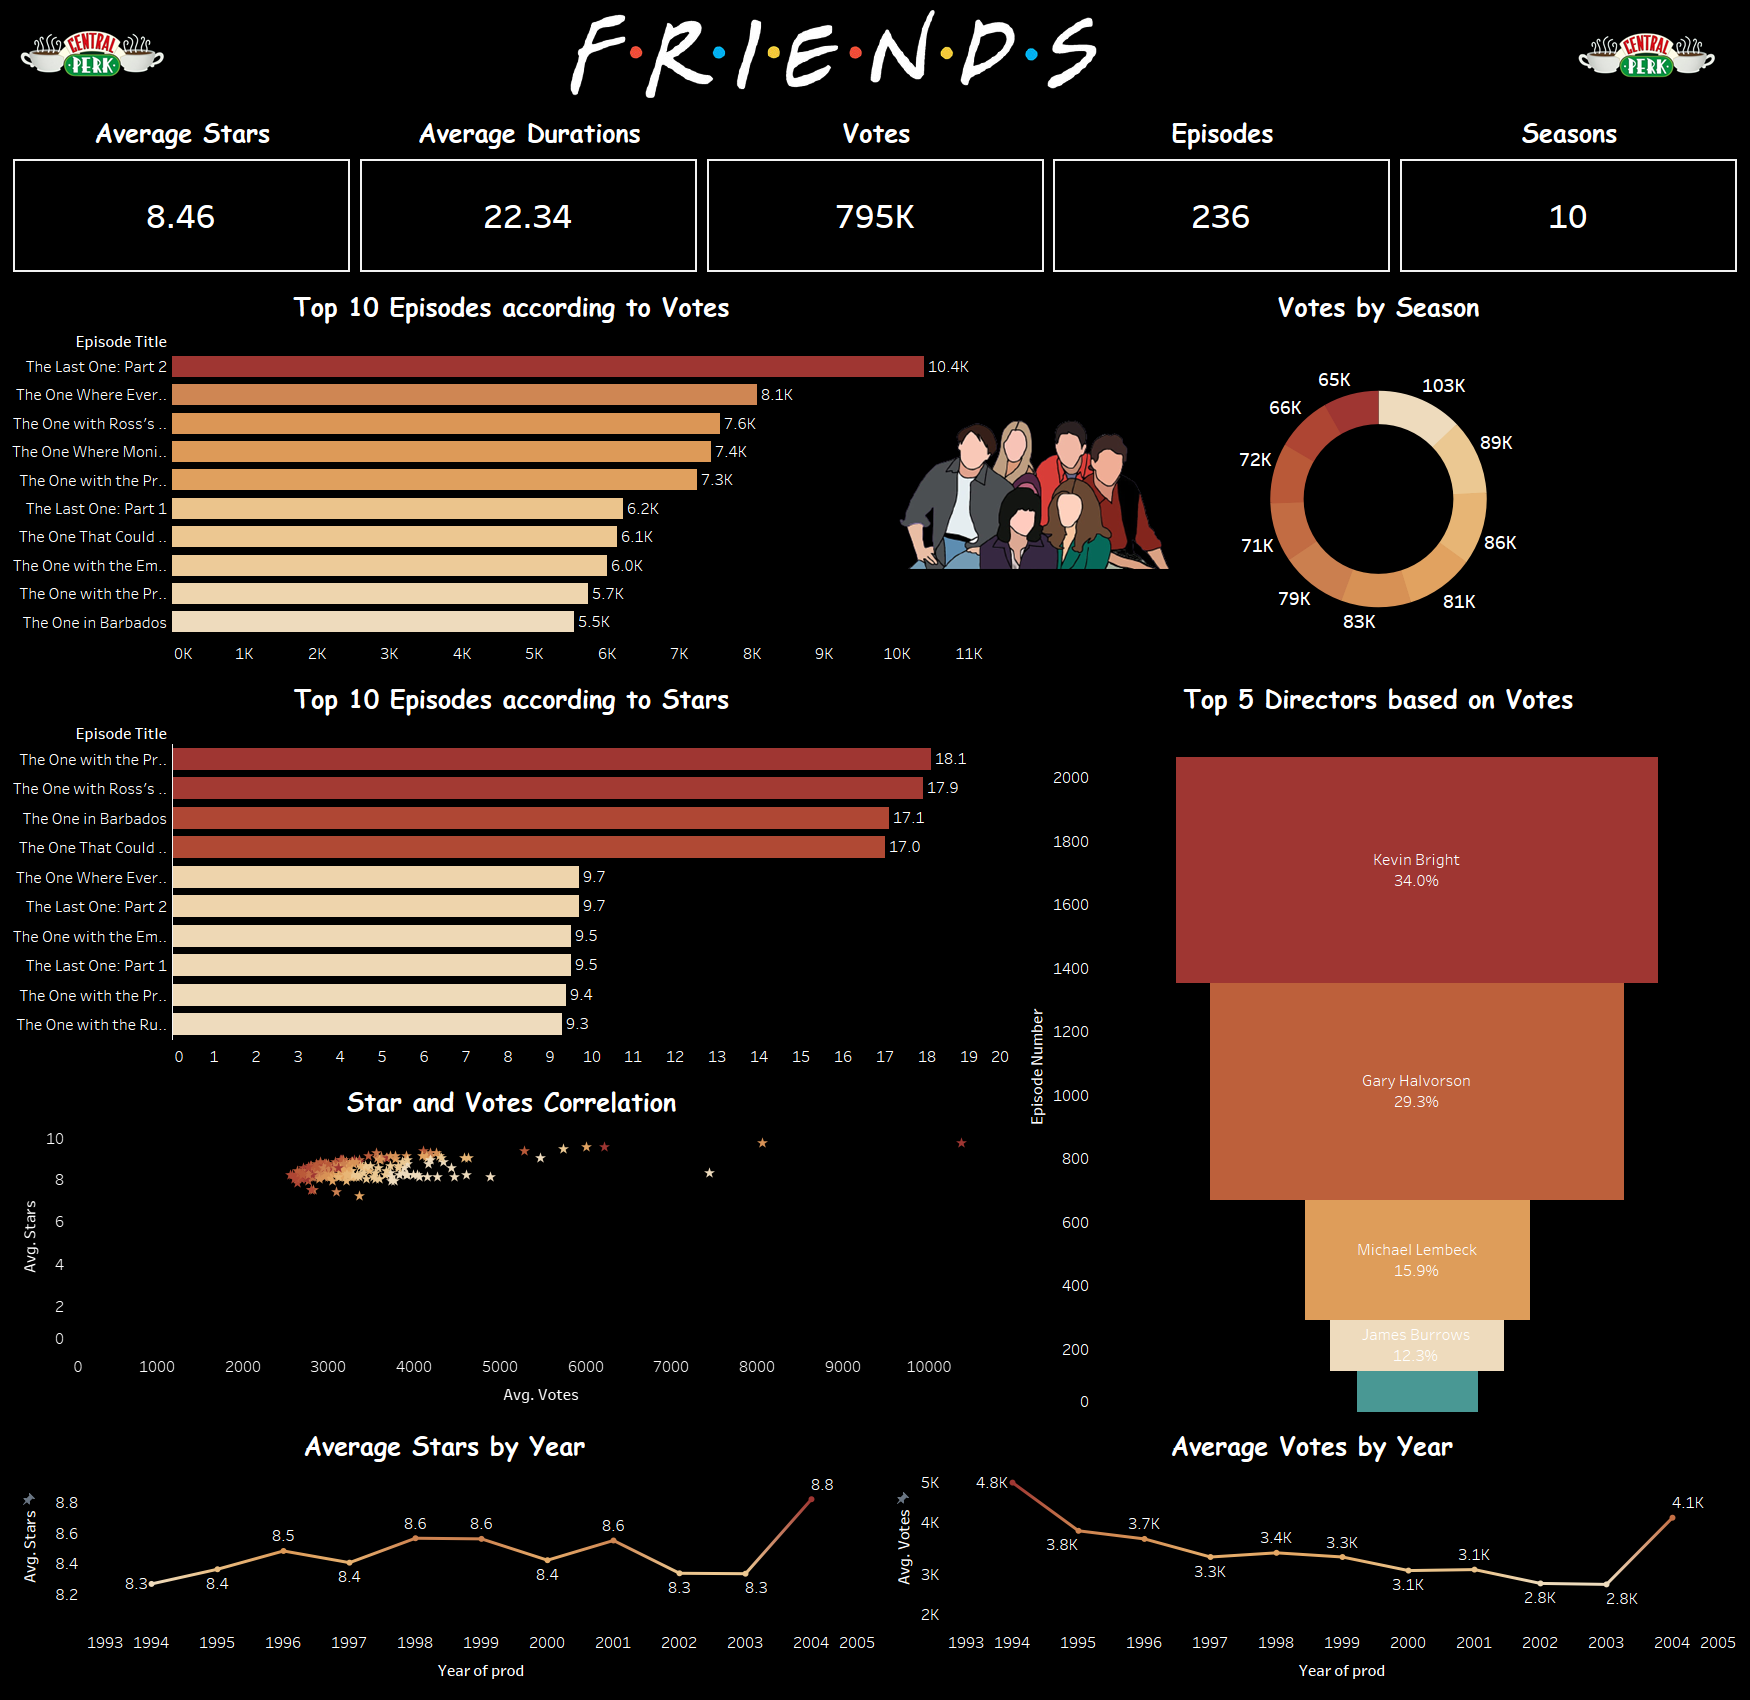 CENTRAL
PERK
F•R•I•E•N•D•S
CENTRAL
PERK
Average Stars
Average Durations
Votes
Episodes
Seasons
8.46
22.34
795K
236
10
Top 10 Episodes according to Votes
Episode Title
The Last One: Part 2
10.4K
The One Where Ever..
8.1K
The One with Ross's ..
7.6K
The One Where Moni..
7.4K
The One with the Pr..
7.3K
The Last One: Part 1
6.2K
The One That Could ..
6.1K
The One with the Em..
6.0K
The One with the Pr..
5.7K
The One in Barbados
5.5K
0K 1K 2K 3K 4K 5K 6K 7K 8K 9K 10K 11K
Votes by Season
65K
103K
66K
89K
72K
86K
71K
81K
79K
83K
Top 10 Episodes according to Stars
Episode Title
The One with the Pr..
18.1
The One with Ross's ..
17.9
The One in Barbados
17.1
The One That Could ..
17.0
The One Where Ever..
9.7
The Last One: Part 2
9.7
The One with the Em..
9.5
The Last One: Part 1
9.5
The One with the Pr..
9.4
The One with the Ru..
9.3
0 1 2 3 4 5 6 7 8 9 10 11 12 13 14 15 16 17 18 19 20
Top 5 Directors based on Votes
Episode Number
2000
1800
1600
1400
1200
1000
800
600
400
200
0
Kevin Bright
34.0%
Gary Halvorson
29.3%
Michael Lembeck
15.9%
James Burrows
12.3%
Star and Votes Correlation
Avg. Stars
10
8
6
4
2
0
0 1000 2000 3000 4000 5000 6000 7000 8000 9000 10000
Avg. Votes
Average Stars by Year
Avg. Stars
8.8
8.6
8.4
8.2
8.3
8.4
8.5
8.4
8.6
8.6
8.4
8.6
8.3
8.3
8.8
1993 1994 1995 1996 1997 1998 1999 2000 2001 2002 2003 2004 2005
Year of prod
Average Votes by Year
Avg. Votes
5K
4K
3K
2K
4.8K
3.8K
3.7K
3.3K
3.4K
3.3K
3.1K
3.1K
2.8K
2.8K
4.1K
1993 1994 1995 1996 1997 1998 1999 2000 2001 2002 2003 2004 2005
Year of prod